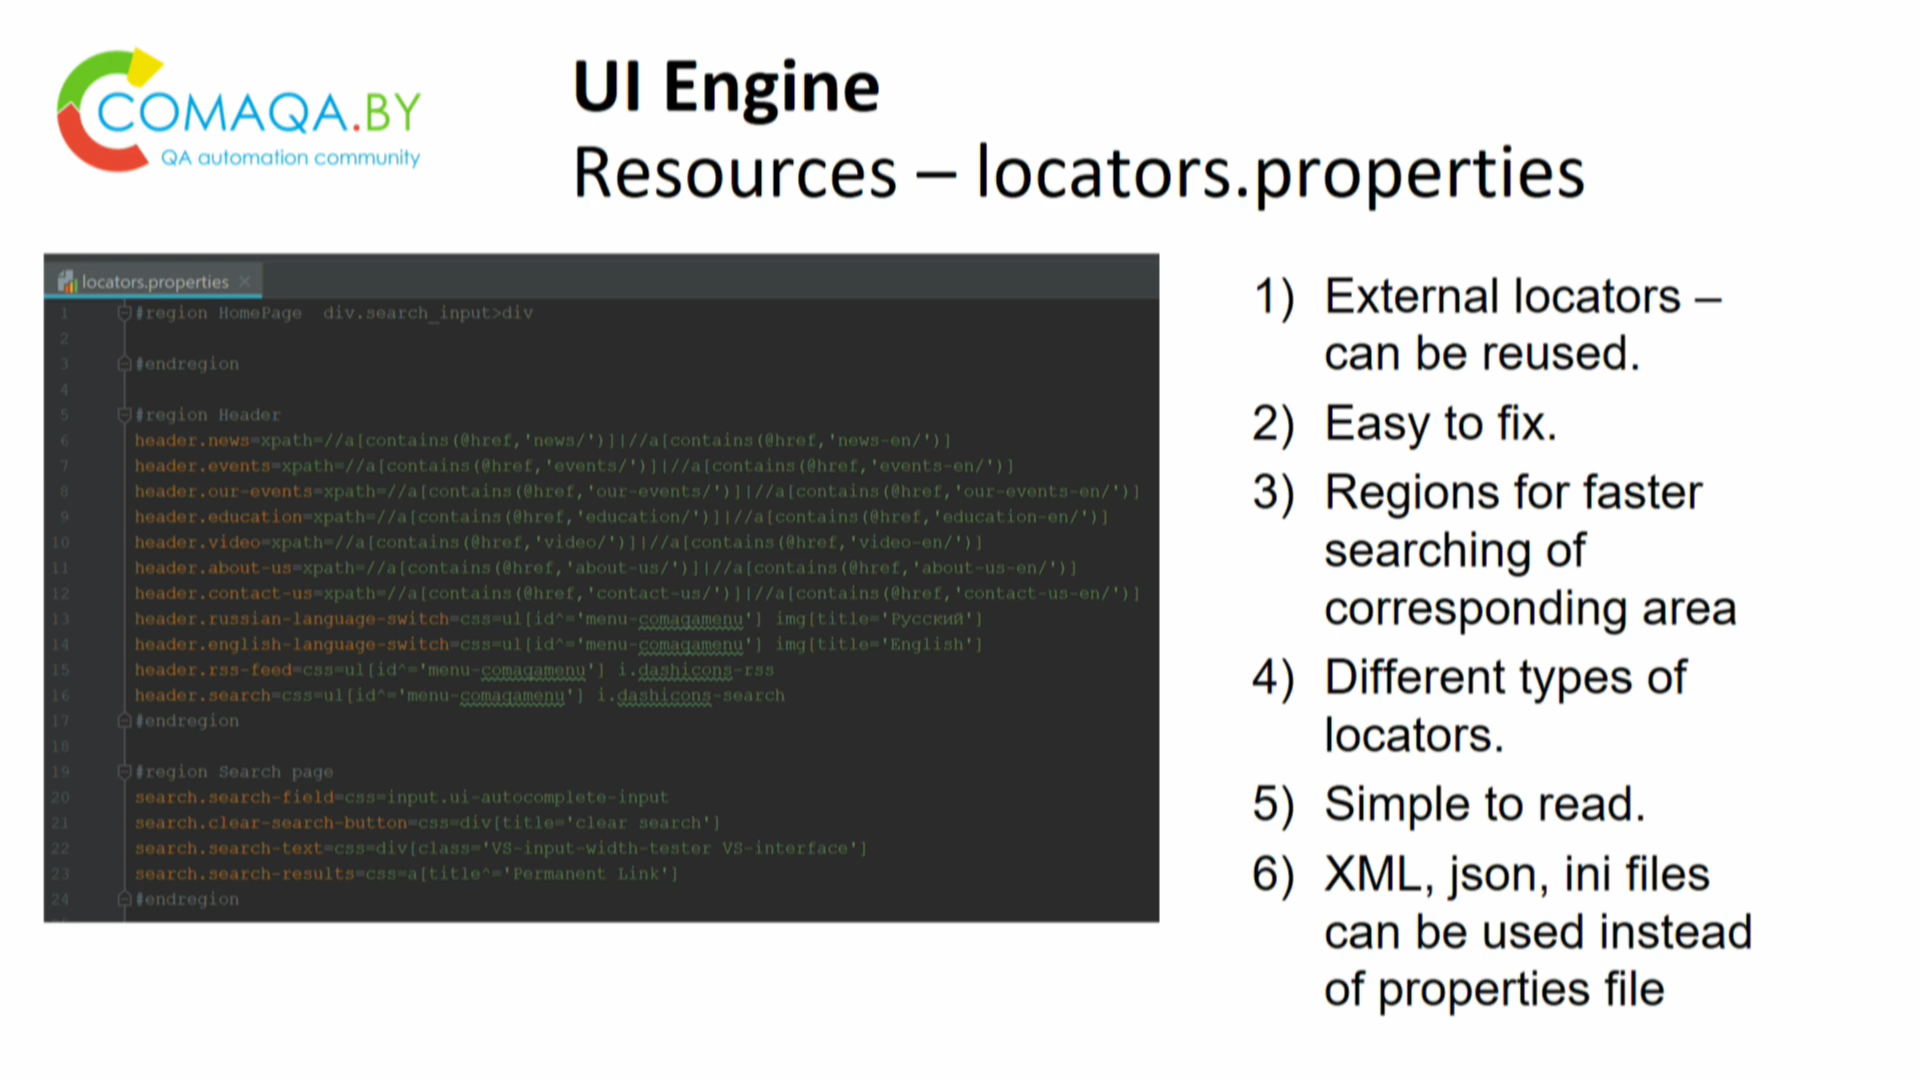 COMAQA.BY
QA automation community
UI Engine
Resources – locators.properties
locators.properties
1 #region HomePage  div.search_input>div
2
3 #endregion
4
5 #region Header
6 header.news=xpath=//a[contains(@href,'news/')]|//a[contains(@href,'news-en/')]
7 header.events=xpath=//a[contains(@href,'events/')]|//a[contains(@href,'events-en/')]
8 header.our-events=xpath=//a[contains(@href,'our-events/')]|//a[contains(@href,'our-events-en/')]
9 header.education=xpath=//a[contains(@href,'education/')]|//a[contains(@href,'education-en/')]
10 header.video=xpath=//a[contains(@href,'video/')]|//a[contains(@href,'video-en/')]
11 header.about-us=xpath=//a[contains(@href,'about-us/')]|//a[contains(@href,'about-us-en/')]
12 header.contact-us=xpath=//a[contains(@href,'contact-us/')]|//a[contains(@href,'contact-us-en/')]
13 header.russian-language-switch=css=ul[id^='menu-comaqamenu'] img[title='Русский']
14 header.english-language-switch=css=ul[id^='menu-comaqamenu'] img[title='English']
15 header.rss-feed=css=ul[id^='menu-comaqamenu'] i.dashicons-rss
16 header.search=css=ul[id^='menu-comaqamenu'] i.dashicons-search
17 #endregion
18
19 #region Search page
20 search.search-field=css=input.ui-autocomplete-input
21 search.clear-search-button=css=div[title='clear search']
22 search.search-text=css=div[class='VS-input-width-tester VS-interface']
23 search.search-results=css=a[title^='Permanent Link']
24 #endregion
1) External locators –
can be reused.
2) Easy to fix.
3) Regions for faster
searching of
corresponding area
4) Different types of
locators.
5) Simple to read.
6) XML, json, ini files
can be used instead
of properties file